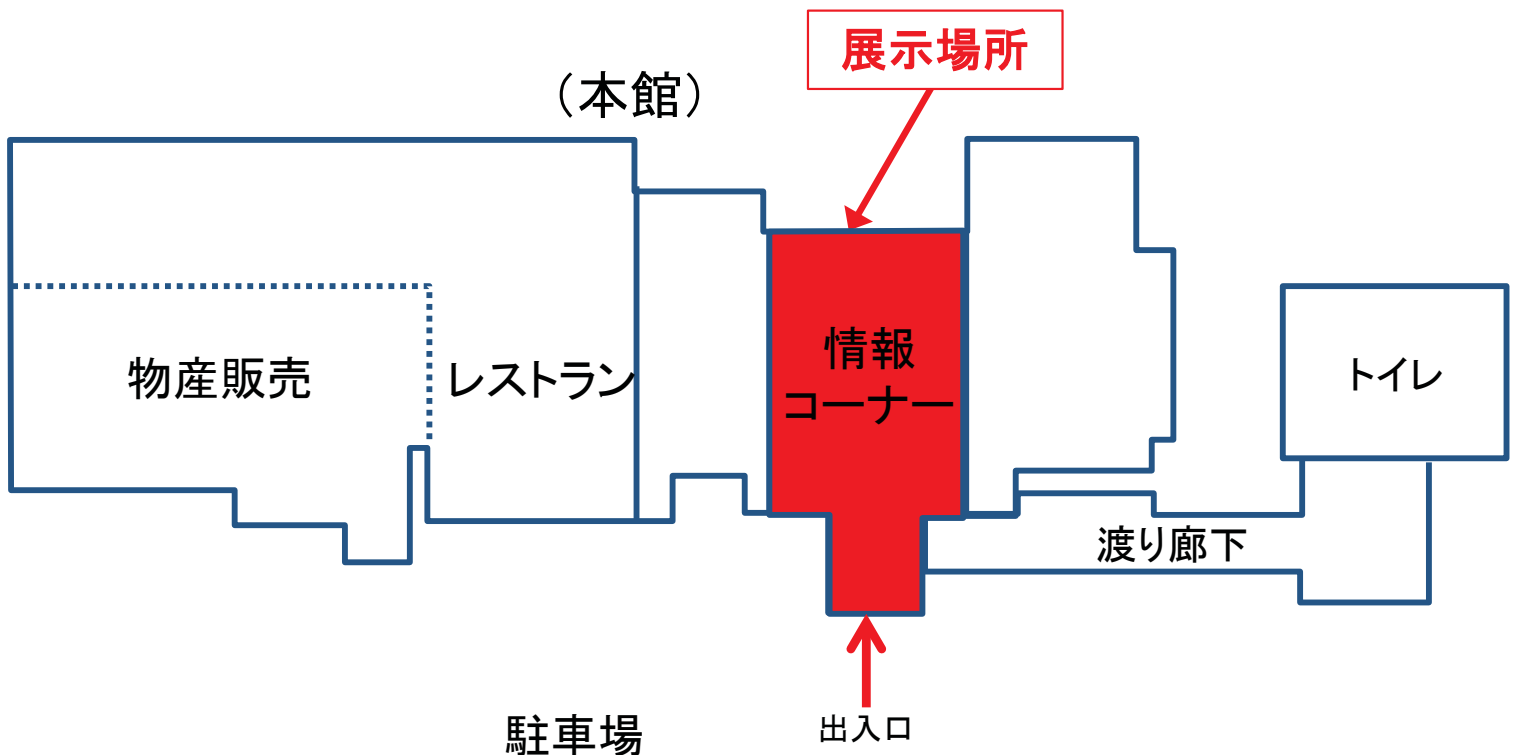 展示場所
（本館）
物産販売
レストラン
情報
コーナー
トイレ
渡り廊下
駐車場
出入口